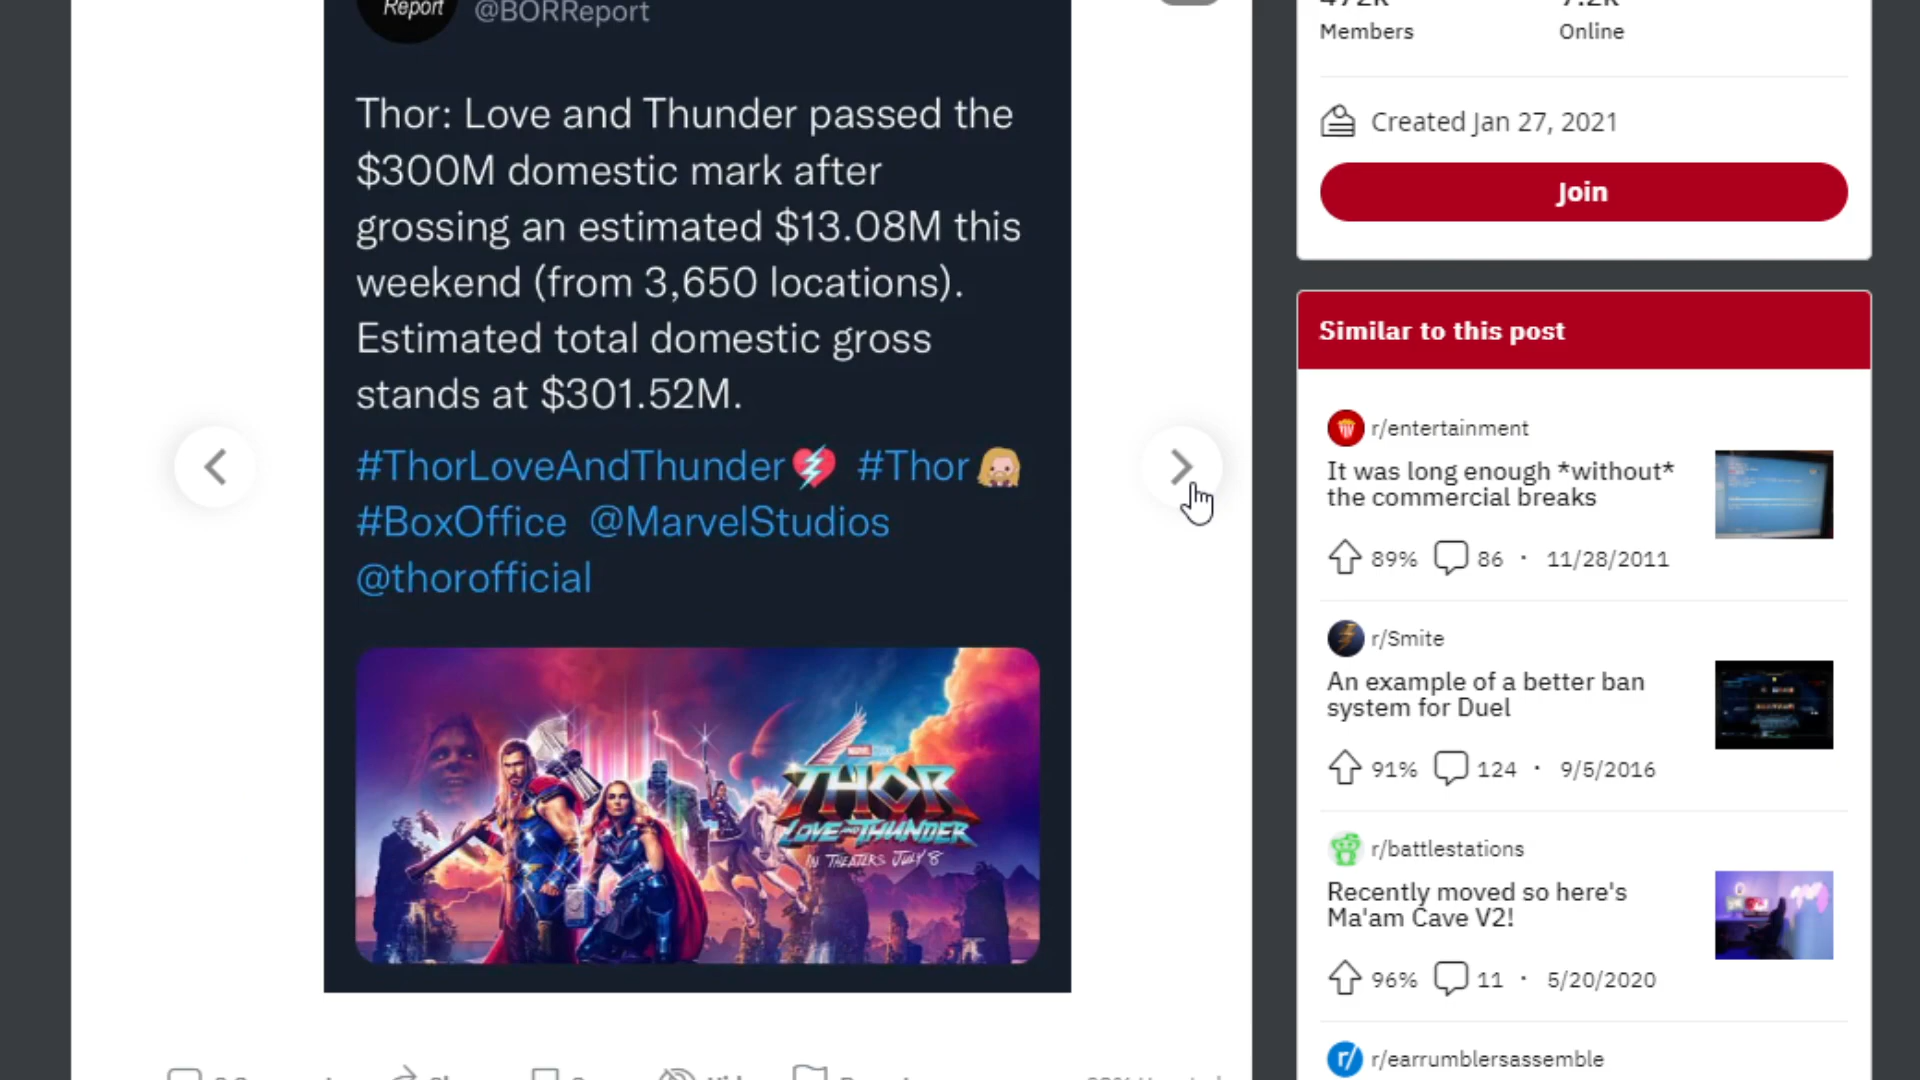 Report @BORReport
Thor: Love and Thunder passed the
$300M domestic mark after
grossing an estimated $13.08M this
weekend (from 3,650 locations).
Estimated total domestic gross
stands at $301.52M.
#ThorLoveAndThunder #Thor
#BoxOffice @MarvelStudios
@thorofficial
MARVEL STUDIOS
THOR
LOVE AND THUNDER
IN THEATERS JULY 8
Members Online
Created Jan 27, 2021
Join
Similar to this post
r/entertainment
It was long enough *without*
the commercial breaks
89% 86 · 11/28/2011
r/Smite
An example of a better ban
system for Duel
91% 124 · 9/5/2016
r/battlestations
Recently moved so here's
Ma'am Cave V2!
96% 11 · 5/20/2020
r/earrumblersassemble